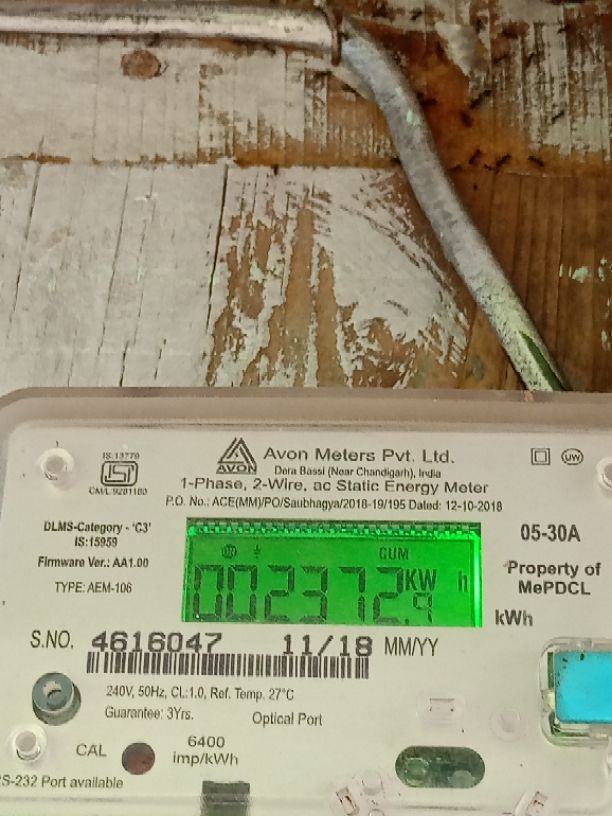 IS:13779
CM/L 9281180
AVON
Avon Meters Pvt. Ltd.
Dera Bassi (Near Chandigarh), India
1-Phase, 2-Wire, ac Static Energy Meter
P.O. No.: ACE(MM)/PO/Saubhagya/2018-19/195 Dated: 12-10-2018
UW
DLMS-Category - 'C3'
IS:15959
Firmware Ver.: AA1.00
TYPE: AEM-106
CUM
002372.9 KW h
05-30A
Property of
MePDCL
kWh
S.NO. 4616047 11/18 MM/YY
240V, 50Hz, CL:1.0, Ref. Temp. 27°C
Guarantee: 3Yrs. Optical Port
CAL
6400
imp/kWh
RS-232 Port available